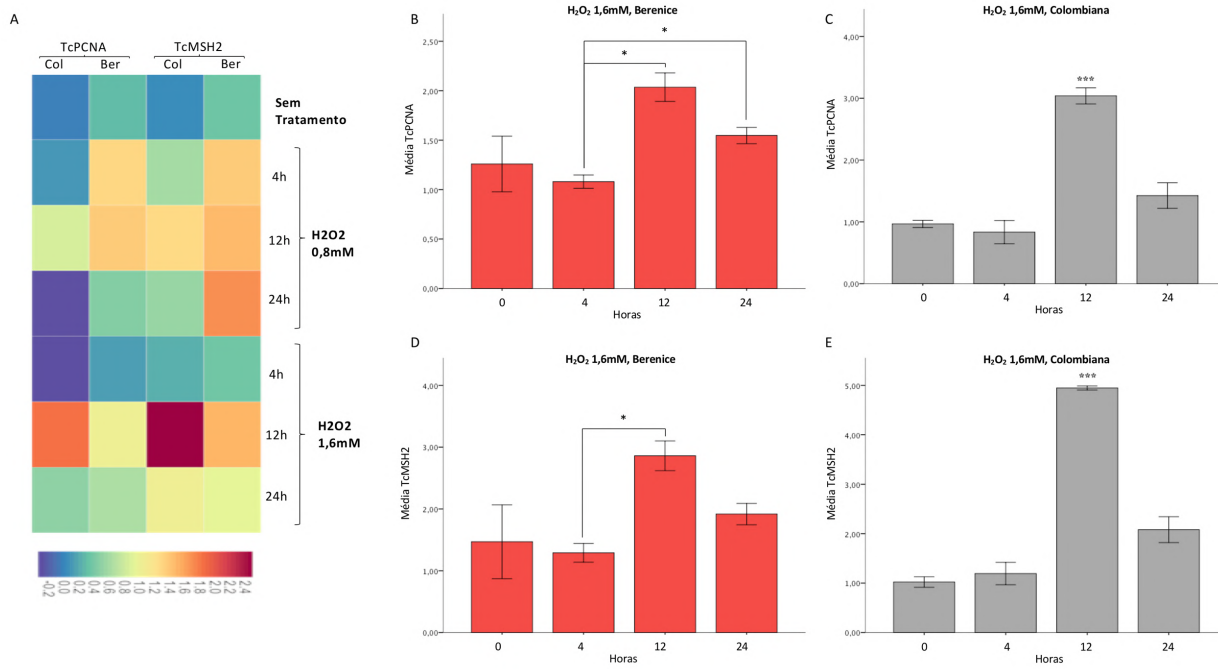 A
TcPCNA TcMSH2
Col Ber Col Ber
Sem
Tratamento
4h
12h
24h
H2O2
0,8mM
4h
12h
24h
H2O2
1,6mM
-0.2 0.0 0.2 0.4 0.6 0.8 1.0 1.2 1.4 1.6 1.8 2.0 2.2 2.4
B
H₂O₂ 1,6mM, Berenice
Média TcPCNA
2,50
2,00
1,50
1,00
0,50
0,00
*
*
0 4 12 24
Horas
C
H₂O₂ 1,6mM, Colombiana
Média TcPCNA
4,00
3,00
2,00
1,00
0,00
***
0 4 12 24
Horas
D
H₂O₂ 1,6mM, Berenice
Média TcMSH2
4,00
3,00
2,00
1,00
0,00
*
0 4 12 24
Horas
E
H₂O₂ 1,6mM, Colombiana
Média TcMSH2
5,00
4,00
3,00
2,00
1,00
0,00
***
0 4 12 24
Horas